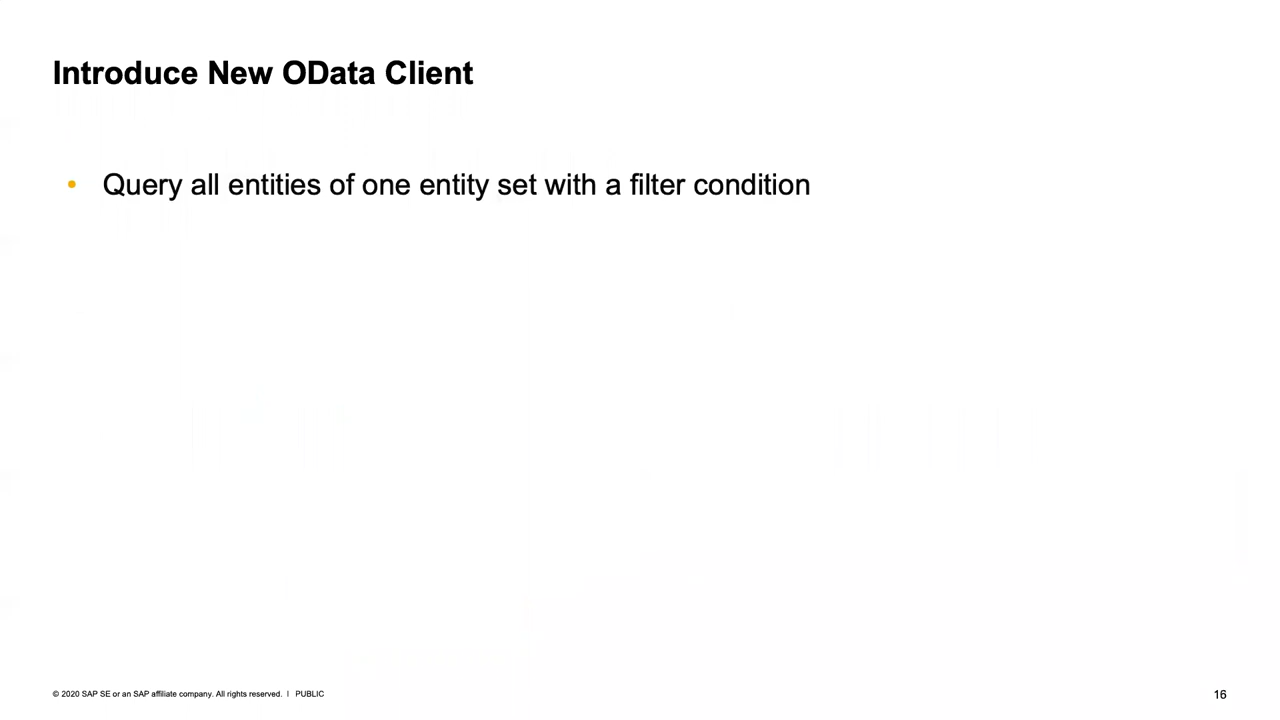 Introduce New OData Client
• Query all entities of one entity set with a filter condition
© 2020 SAP SE or an SAP affiliate company. All rights reserved. | PUBLIC
16